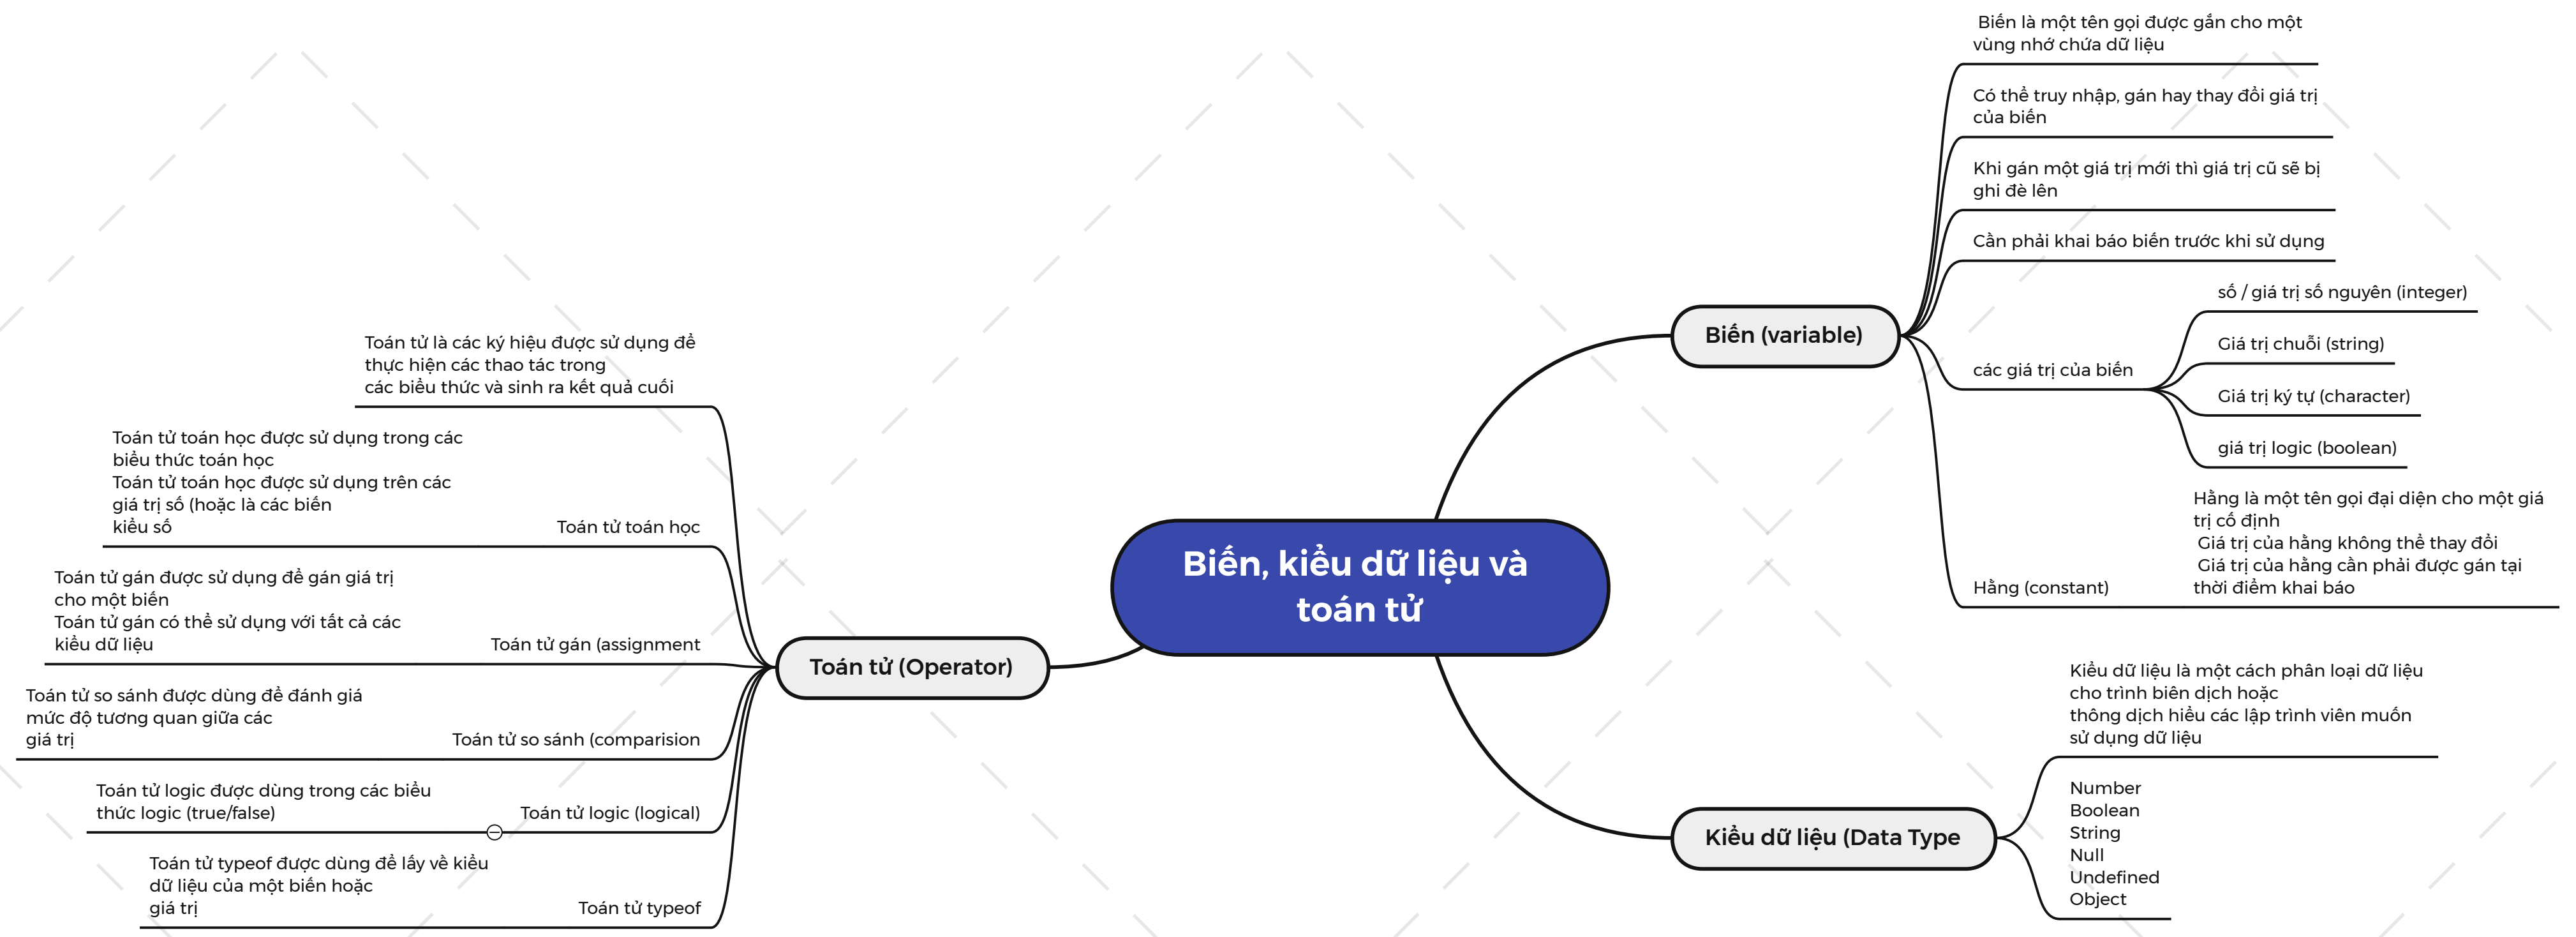 Biến, kiểu dữ liệu và
toán tử
Biến (variable)
Biến là một tên gọi được gắn cho một
vùng nhớ chứa dữ liệu
Có thể truy nhập, gán hay thay đổi giá trị
của biến
Khi gán một giá trị mới thì giá trị cũ sẽ bị
ghi đè lên
Cần phải khai báo biến trước khi sử dụng
các giá trị của biến
số / giá trị số nguyên (integer)
Giá trị chuỗi (string)
Giá trị ký tự (character)
giá trị logic (boolean)
Hằng (constant)
Hằng là một tên gọi đại diện cho một giá
trị cố định
Giá trị của hằng không thể thay đổi
Giá trị của hằng cần phải được gán tại
thời điểm khai báo
Kiểu dữ liệu (Data Type
Kiểu dữ liệu là một cách phân loại dữ liệu
cho trình biên dịch hoặc
thông dịch hiểu các lập trình viên muốn
sử dụng dữ liệu
Number
Boolean
String
Null
Undefined
Object
Toán tử (Operator)
Toán tử là các ký hiệu được sử dụng để
thực hiện các thao tác trong
các biểu thức và sinh ra kết quả cuối
Toán tử toán học
Toán tử toán học được sử dụng trong các
biểu thức toán học
Toán tử toán học được sử dụng trên các
giá trị số (hoặc là các biến
kiểu số
Toán tử gán (assignment
Toán tử gán được sử dụng để gán giá trị
cho một biến
Toán tử gán có thể sử dụng với tất cả các
kiểu dữ liệu
Toán tử so sánh (comparision
Toán tử so sánh được dùng để đánh giá
mức độ tương quan giữa các
giá trị
Toán tử logic (logical)
Toán tử logic được dùng trong các biểu
thức logic (true/false)
Toán tử typeof
Toán tử typeof được dùng để lấy về kiểu
dữ liệu của một biến hoặc
giá trị